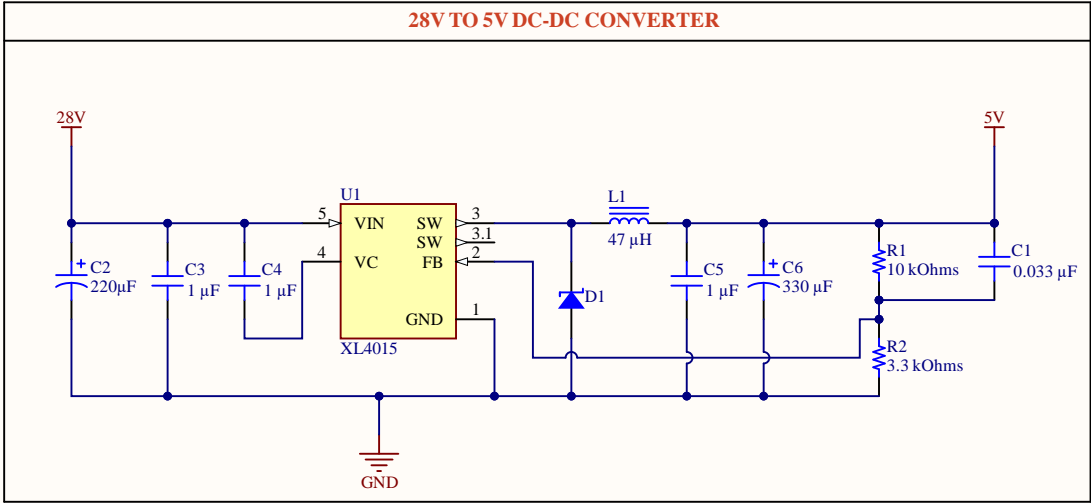 28V TO 5V DC-DC CONVERTER
28V
5V
U1
L1
5
VIN
SW
3
SW
3.1
4
VC
FB
2
GND
1
XL4015
47 µH
C2
220µF
C3
1 µF
C4
1 µF
D1
C5
1 µF
C6
330 µF
R1
10 kOhms
C1
0.033 µF
R2
3.3 kOhms
GND